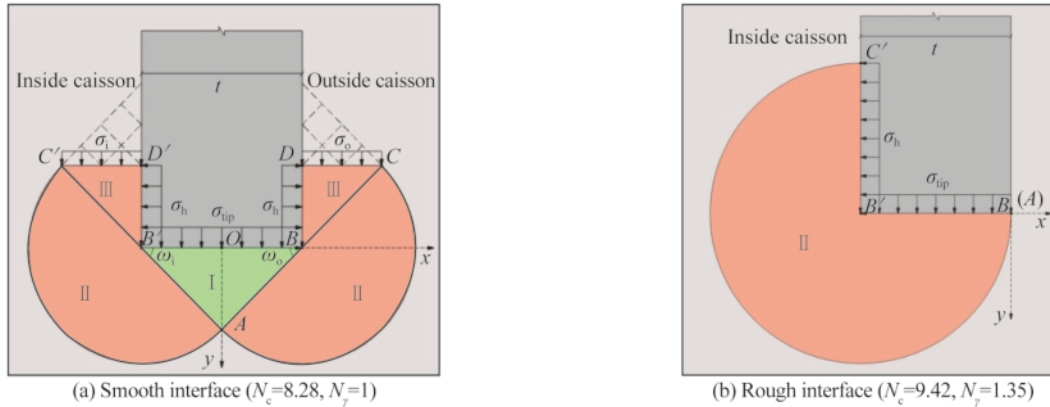 Inside caisson
t
Outside caisson
σi
σo
C′
D′
D
C
III
III
σh
σtip
σh
B′
O
B
x
ωi
I
ωo
II
II
A
y
(a) Smooth interface (Nc=8.28, Nγ=1)
Inside caisson
t
C′
σh
σtip
B′
B
(A)
x
II
y
(b) Rough interface (Nc=9.42, Nγ=1.35)